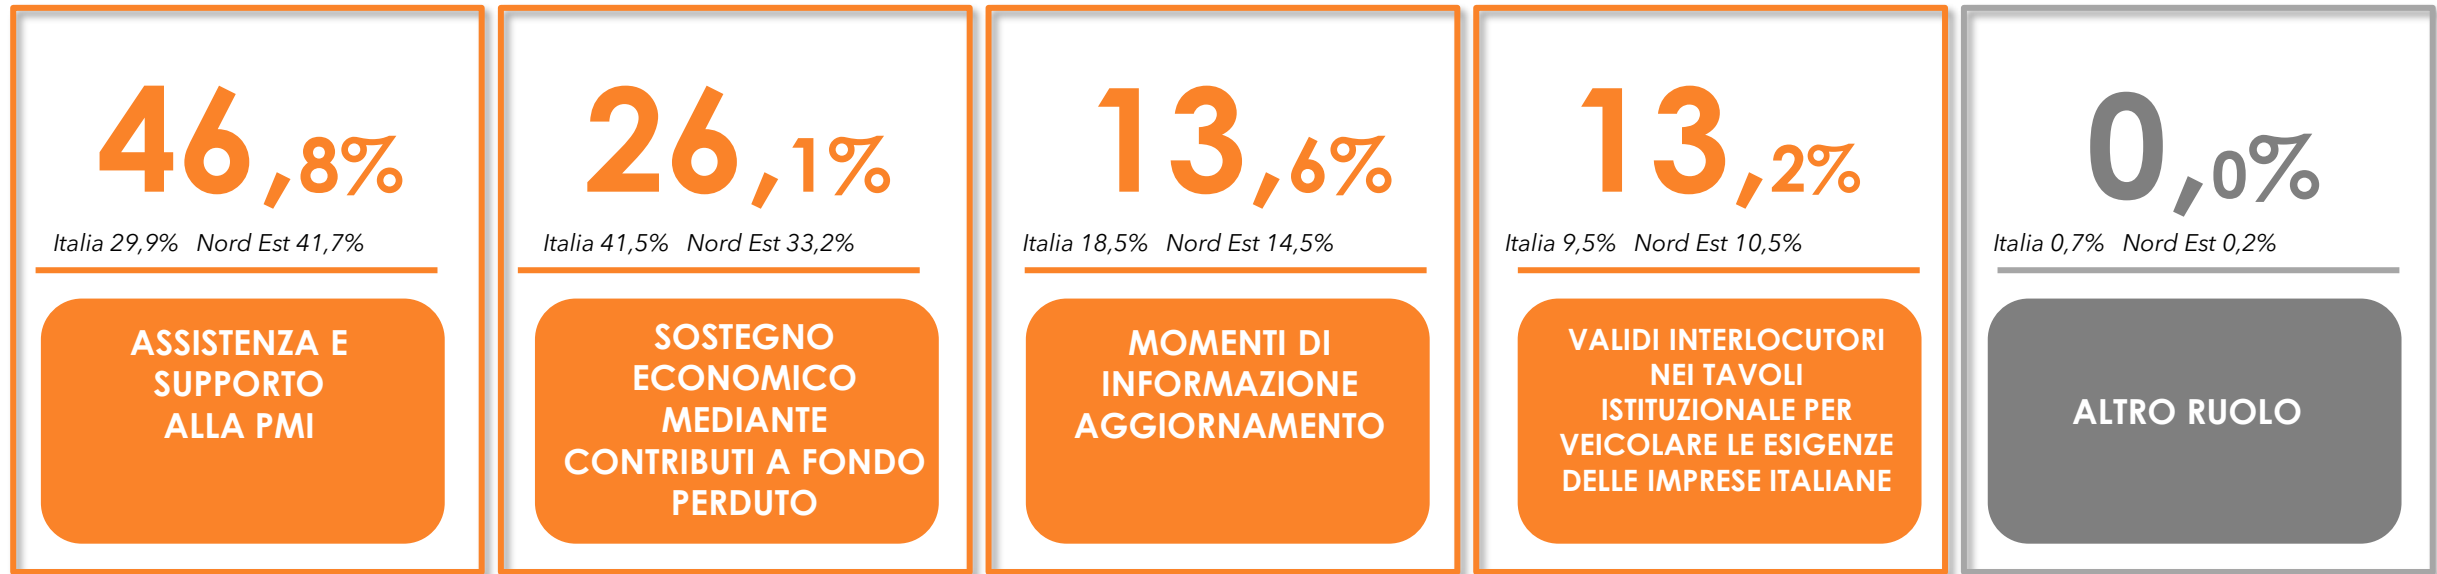 46,8%
Italia 29,9% Nord Est 41,7%
ASSISTENZA E
SUPPORTO
ALLA PMI
26,1%
Italia 41,5% Nord Est 33,2%
SOSTEGNO
ECONOMICO
MEDIANTE
CONTRIBUTI A FONDO
PERDUTO
13,6%
Italia 18,5% Nord Est 14,5%
MOMENTI DI
INFORMAZIONE
AGGIORNAMENTO
13,2%
Italia 9,5% Nord Est 10,5%
VALIDI INTERLOCUTORI
NEI TAVOLI
ISTITUZIONALE PER
VEICOLARE LE ESIGENZE
DELLE IMPRESE ITALIANE
0,0%
Italia 0,7% Nord Est 0,2%
ALTRO RUOLO